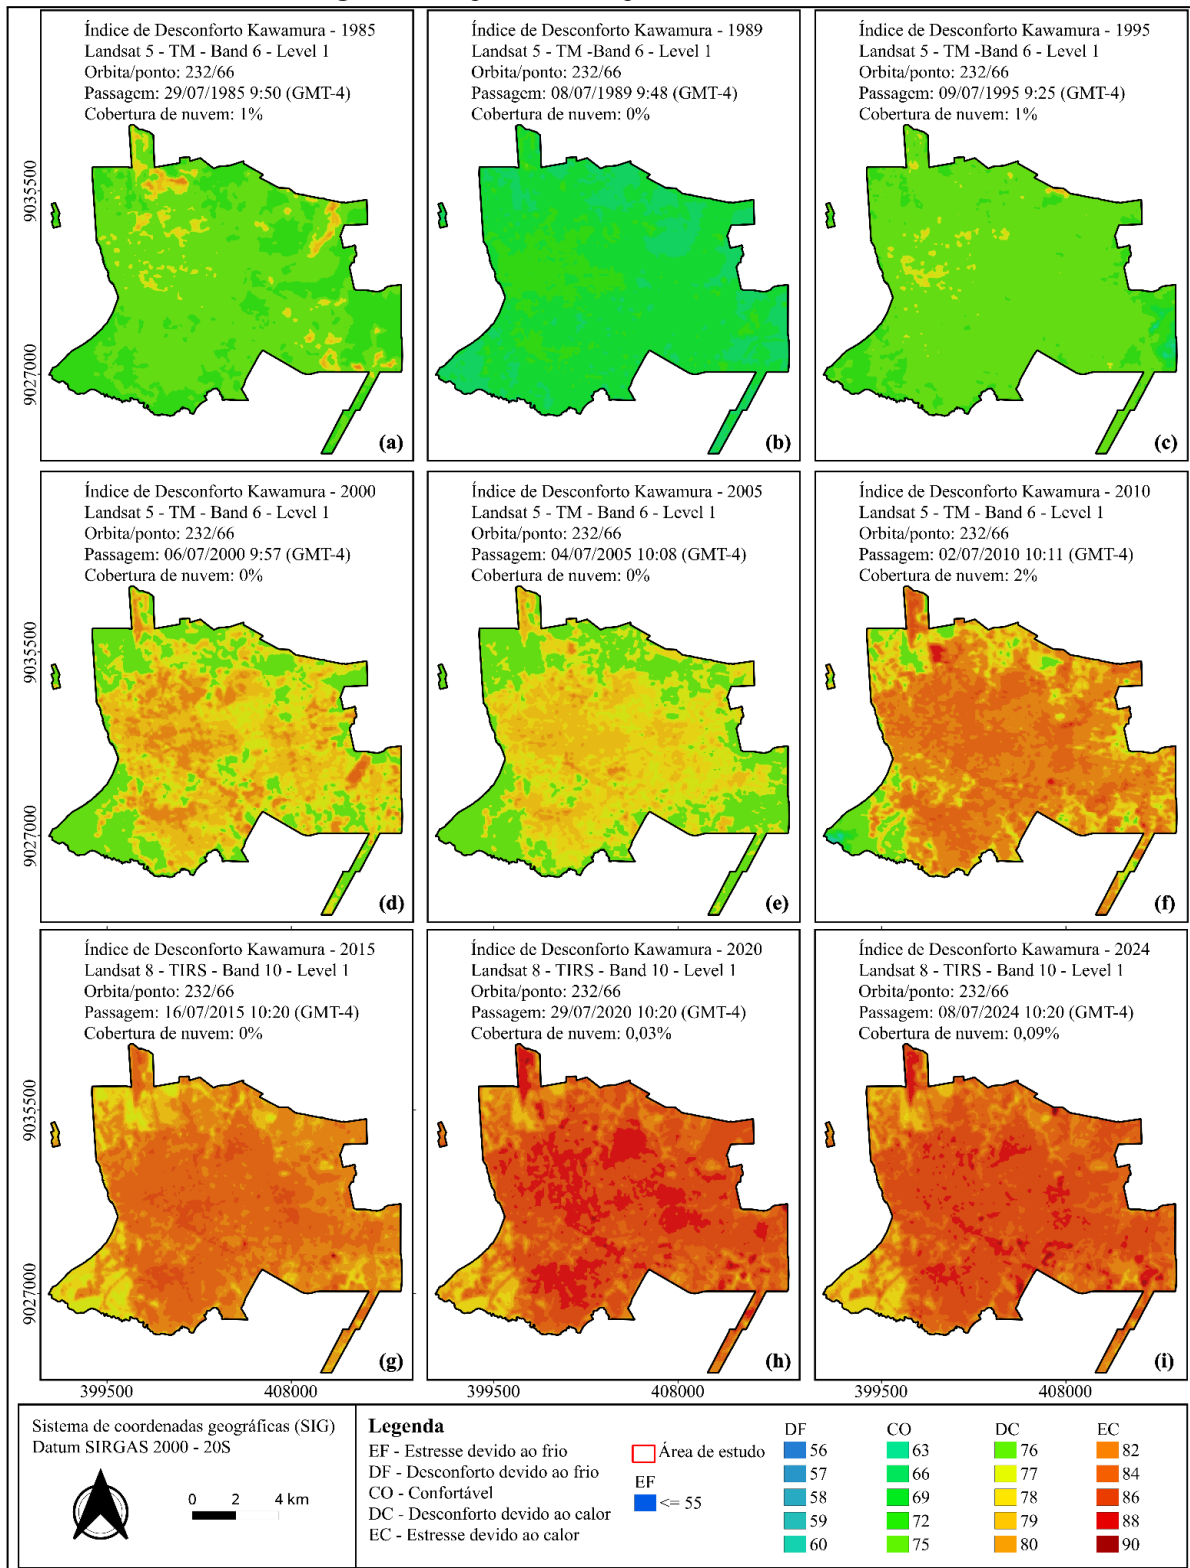 Índice de Desconforto Kawamura - 1985
Landsat 5 - TM - Band 6 - Level 1
Orbita/ponto: 232/66
Passagem: 29/07/1985 9:50 (GMT-4)
Cobertura de nuvem: 1%
(a)
Índice de Desconforto Kawamura - 1989
Landsat 5 - TM -Band 6 - Level 1
Orbita/ponto: 232/66
Passagem: 08/07/1989 9:48 (GMT-4)
Cobertura de nuvem: 0%
(b)
Índice de Desconforto Kawamura - 1995
Landsat 5 - TM -Band 6 - Level 1
Orbita/ponto: 232/66
Passagem: 09/07/1995 9:25 (GMT-4)
Cobertura de nuvem: 1%
(c)
9035500
9027000
Índice de Desconforto Kawamura - 2000
Landsat 5 - TM - Band 6 - Level 1
Orbita/ponto: 232/66
Passagem: 06/07/2000 9:57 (GMT-4)
Cobertura de nuvem: 0%
(d)
Índice de Desconforto Kawamura - 2005
Landsat 5 - TM - Band 6 - Level 1
Orbita/ponto: 232/66
Passagem: 04/07/2005 10:08 (GMT-4)
Cobertura de nuvem: 0%
(e)
Índice de Desconforto Kawamura - 2010
Landsat 5 - TM - Band 6 - Level 1
Orbita/ponto: 232/66
Passagem: 02/07/2010 10:11 (GMT-4)
Cobertura de nuvem: 2%
(f)
9035500
9027000
Índice de Desconforto Kawamura - 2015
Landsat 8 - TIRS - Band 10 - Level 1
Orbita/ponto: 232/66
Passagem: 16/07/2015 10:20 (GMT-4)
Cobertura de nuvem: 0%
(g)
Índice de Desconforto Kawamura - 2020
Landsat 8 - TIRS - Band 10 - Level 1
Orbita/ponto: 232/66
Passagem: 29/07/2020 10:20 (GMT-4)
Cobertura de nuvem: 0,03%
(h)
Índice de Desconforto Kawamura - 2024
Landsat 8 - TIRS - Band 10 - Level 1
Orbita/ponto: 232/66
Passagem: 08/07/2024 10:20 (GMT-4)
Cobertura de nuvem: 0,09%
(i)
9035500
9027000
399500 408000
399500 408000
399500 408000
Sistema de coordenadas geográficas (SIG)
Datum SIRGAS 2000 - 20S
0 2 4 km
Legenda
EF - Estresse devido ao frio
DF - Desconforto devido ao frio
CO - Confortável
DC - Desconforto devido ao calor
EC - Estresse devido ao calor
Área de estudo
EF
<= 55
DF
56
57
58
59
60
CO
63
66
69
72
75
DC
76
77
78
79
80
EC
82
84
86
88
90